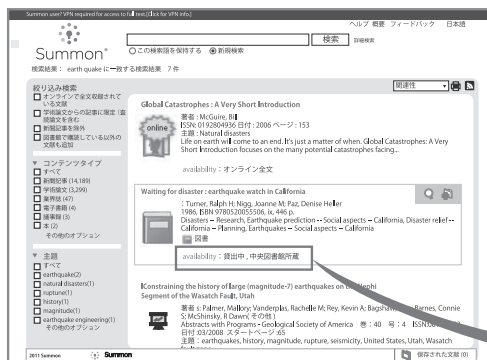 Summon user? VPN required for access to full text.[Click for VPN info.]
ヘルプ 概要 フィードバック 日本語
検索
詳細検索
Summon®
この検索語を保持する 新規検索
検索結果： earth quake に一致する検索結果 7 件
絞り込み検索
関連性
オンラインで全文収録されている文献
学術論文からの記事に限定（査読論文を含む
新聞記事を除外
図書館で購読している以外の文献も追加
コンテンツタイプ
すべて
新聞記事 (14,189)
学術論文 (3,299)
業界誌 (47)
電子書籍 (4)
議事録 (3)
本 (2)
その他のオプション
主題
すべて
earthquake(2)
natural disasters(1)
rupture(1)
history(1)
magnitude(1)
earthquake engineering(1)
その他のオプション
Global Catastrophes : A Very Short Introduction
online
著者 : McGuire, Bill
ISSN: 0192804936 日付 : 2006 ページ : 153
主題 : Natural disasters
Life on earth will come to an end. It's just a matter of when. Global Catastrophes: A Very
Short Introduction focuses on the many potential catastrophes facing...
availability：オンライン全文
Waiting for disaster : earthquake watch in California
: Turner, Ralph H; Nigg, Joanne M; Paz, Denise Heller
1986, ISBN 9780520055506, ix, 446 p.
Disasters -- Research, Earthquake prediction -- Social aspects -- California, Disaster relief --
California -- Planning, Earthquakes -- Social aspects -- California
図書
availability：貸出中 , 中央図書館所蔵
Constraining the history of large (magnitude-7) earthquakes on the Nephi
Segment of the Wasatch Fault, Utah
著者 s: Palmer, Mallory; Vanderplas, Rachelle M; Rey, Kevin A; Bagshaw, Barnes, Connie
S; McShinsky, R Dawn( その他 )
Abstracts with Programs - Geological Society of America 巻：40 号：4 ISSN:
日付 :03/2008 スタートページ :65
主題：earthquakes, history, magnitude, rupture, seismicity, United States, Utah, Wasatch
2011 Summon
Summon
保存された文献 (0)